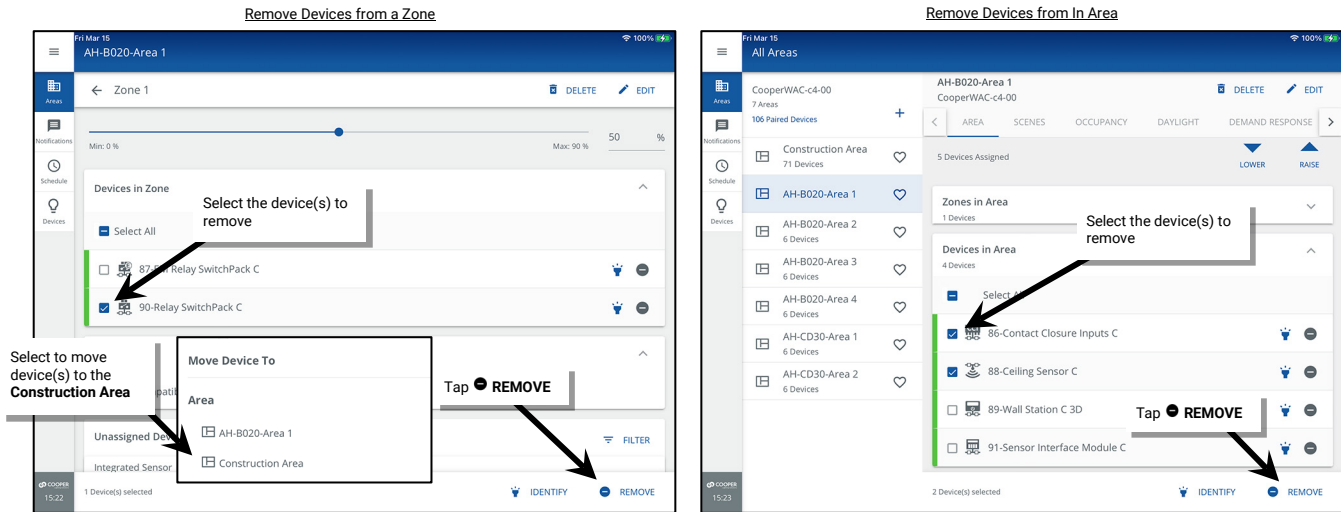 Remove Devices from a Zone
Fri Mar 15
100%
AH-B020-Area 1
Areas
Notifications
Schedule
Devices
Zone 1
DELETE
EDIT
50 %
Min: 0 %
Max: 90 %
Devices in Zone
Select the device(s) to
remove
Select All
Relay SwitchPack C
90-Relay SwitchPack C
Select to move
device(s) to the
Construction Area
Move Device To
Area
AH-B020-Area 1
Construction Area
Tap REMOVE
Unassigned
FILTER
Integrated Sensor
COOPER
15:22
1 Device(s) selected
IDENTIFY
REMOVE
Remove Devices from In Area
Fri Mar 15
100%
All Areas
Areas
Notifications
Schedule
Devices
CooperWAC-c4-00
7 Areas
106 Paired Devices
Construction Area
71 Devices
AH-B020-Area 1
AH-B020-Area 2
6 Devices
AH-B020-Area 3
6 Devices
AH-B020-Area 4
6 Devices
AH-CD30-Area 1
6 Devices
AH-CD30-Area 2
6 Devices
AH-B020-Area 1
CooperWAC-c4-00
DELETE
EDIT
AREA SCENES OCCUPANCY DAYLIGHT DEMAND RESPONSE
5 Devices Assigned
LOWER
RAISE
Zones in Area
1 Devices
Select the device(s) to
remove
Devices in Area
4 Devices
Select
86-Contact Closure Inputs C
88-Ceiling Sensor C
89-Wall Station C 3D
Tap REMOVE
91-Sensor Interface Module C
COOPER
15:23
2 Device(s) selected
IDENTIFY
REMOVE